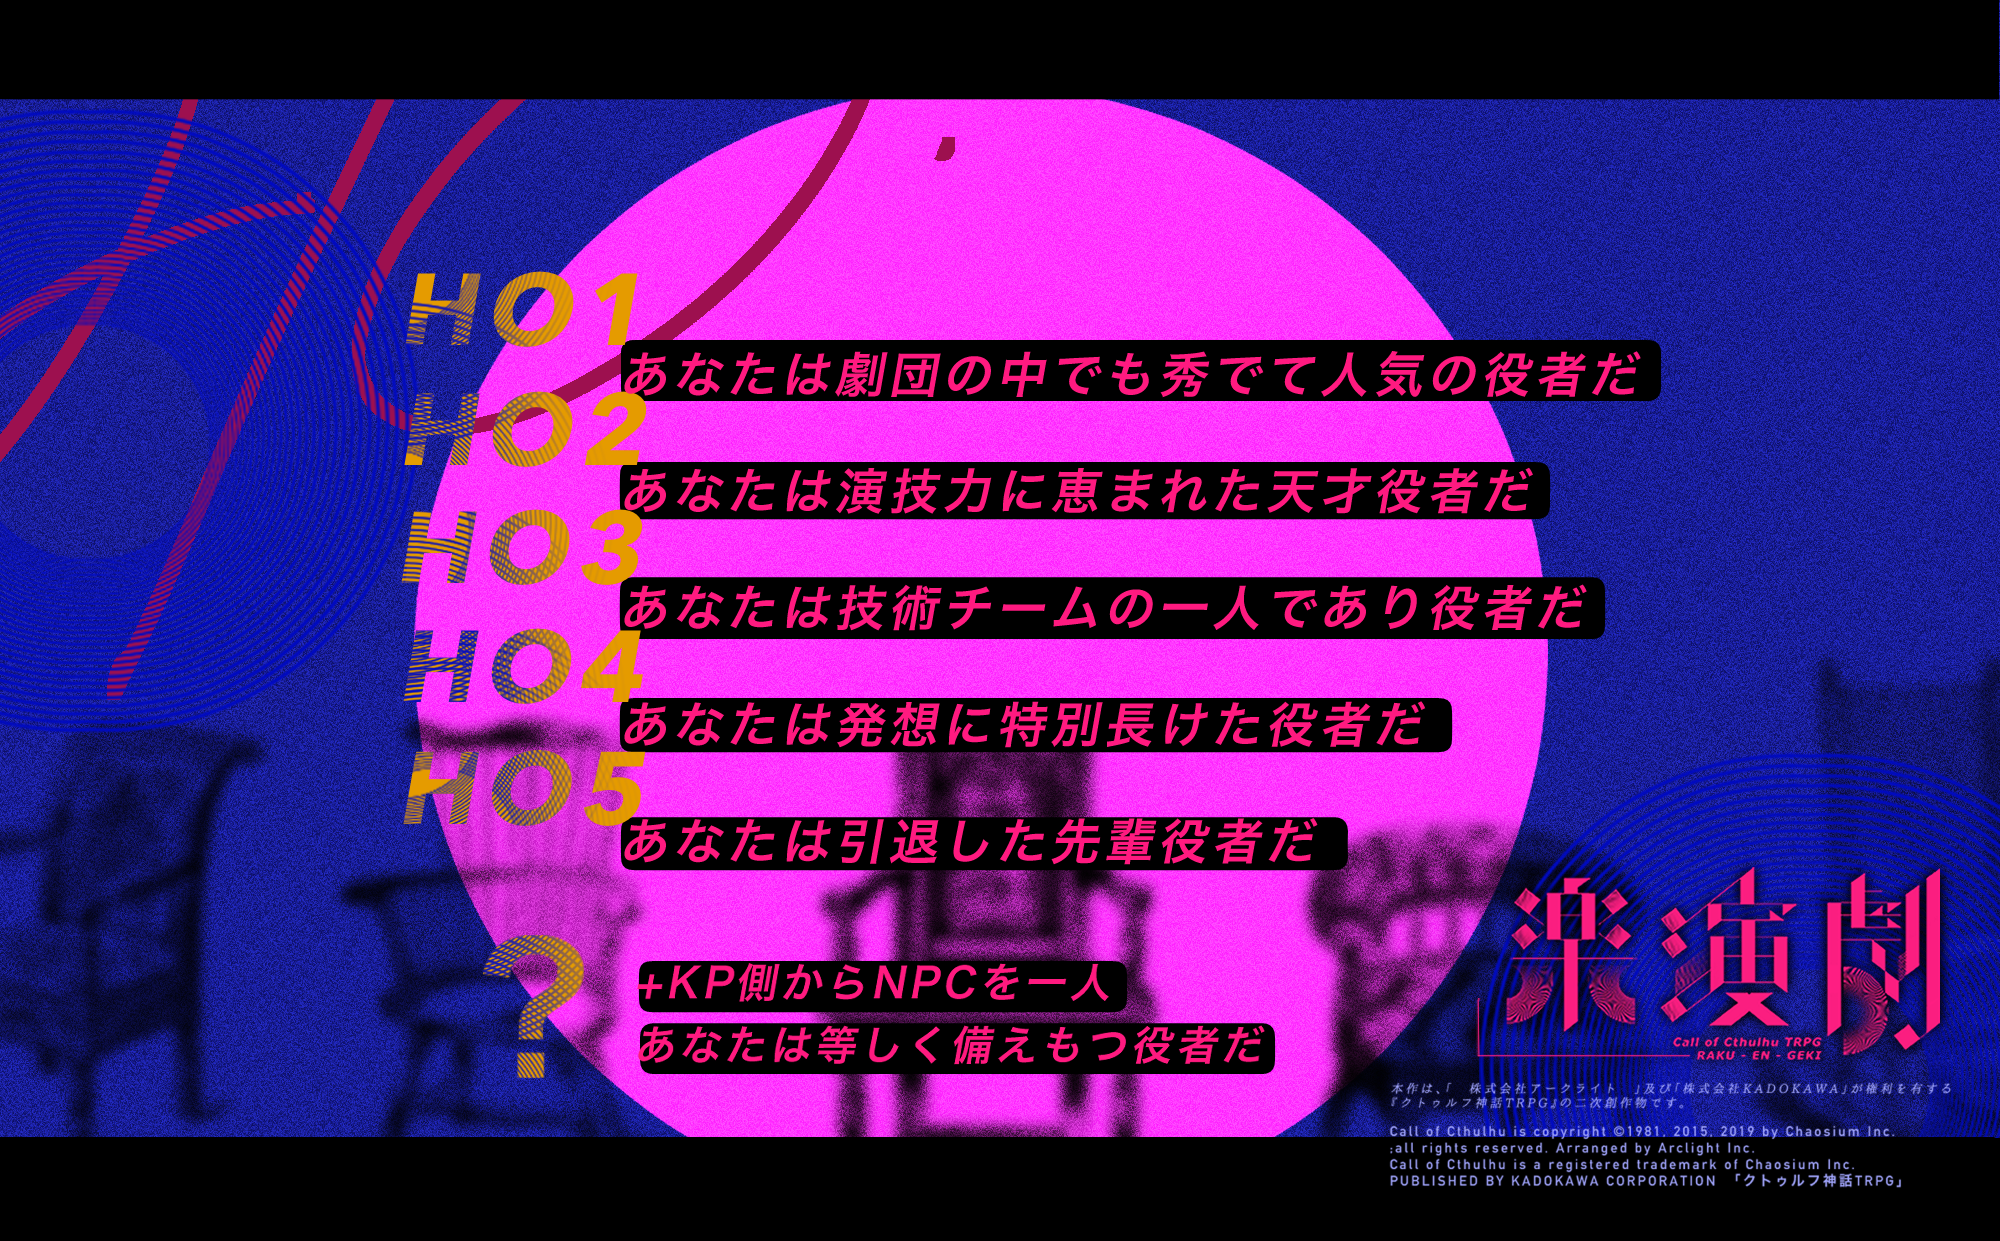 HO1
あなたは劇団の中でも秀でて人気の役者だ
HO2
あなたは演技力に恵まれた天才役者だ
HO3
あなたは技術チームの一人であり役者だ
HO4
あなたは発想に特別長けた役者だ
HO5
あなたは引退した先輩役者だ
?
+KP側からNPCを一人
あなたは等しく備えもつ役者だ
楽演劇
Call of Cthulhu TRPG
RAKU - EN - GEKI
本作は、「　株式会社アークライト　」及び「株式会社KADOKAWA」が権利を有する
『クトゥルフ神話TRPG』の二次創作物です。
Call of Cthulhu is copyright ©1981, 2015, 2019 by Chaosium Inc.
;all rights reserved. Arranged by Arclight Inc.
Call of Cthulhu is a registered trademark of Chaosium Inc.
PUBLISHED BY KADOKAWA CORPORATION 「クトゥルフ神話TRPG」